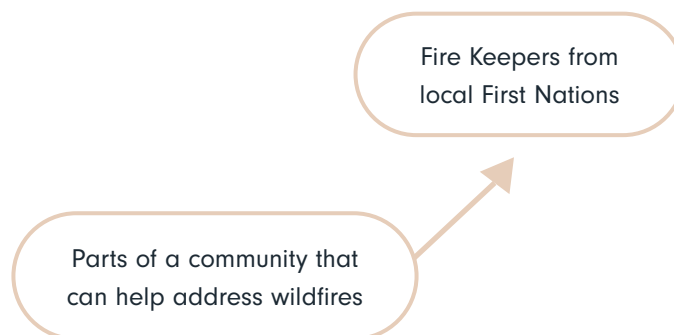 Fire Keepers from
local First Nations
Parts of a community that
can help address wildfires